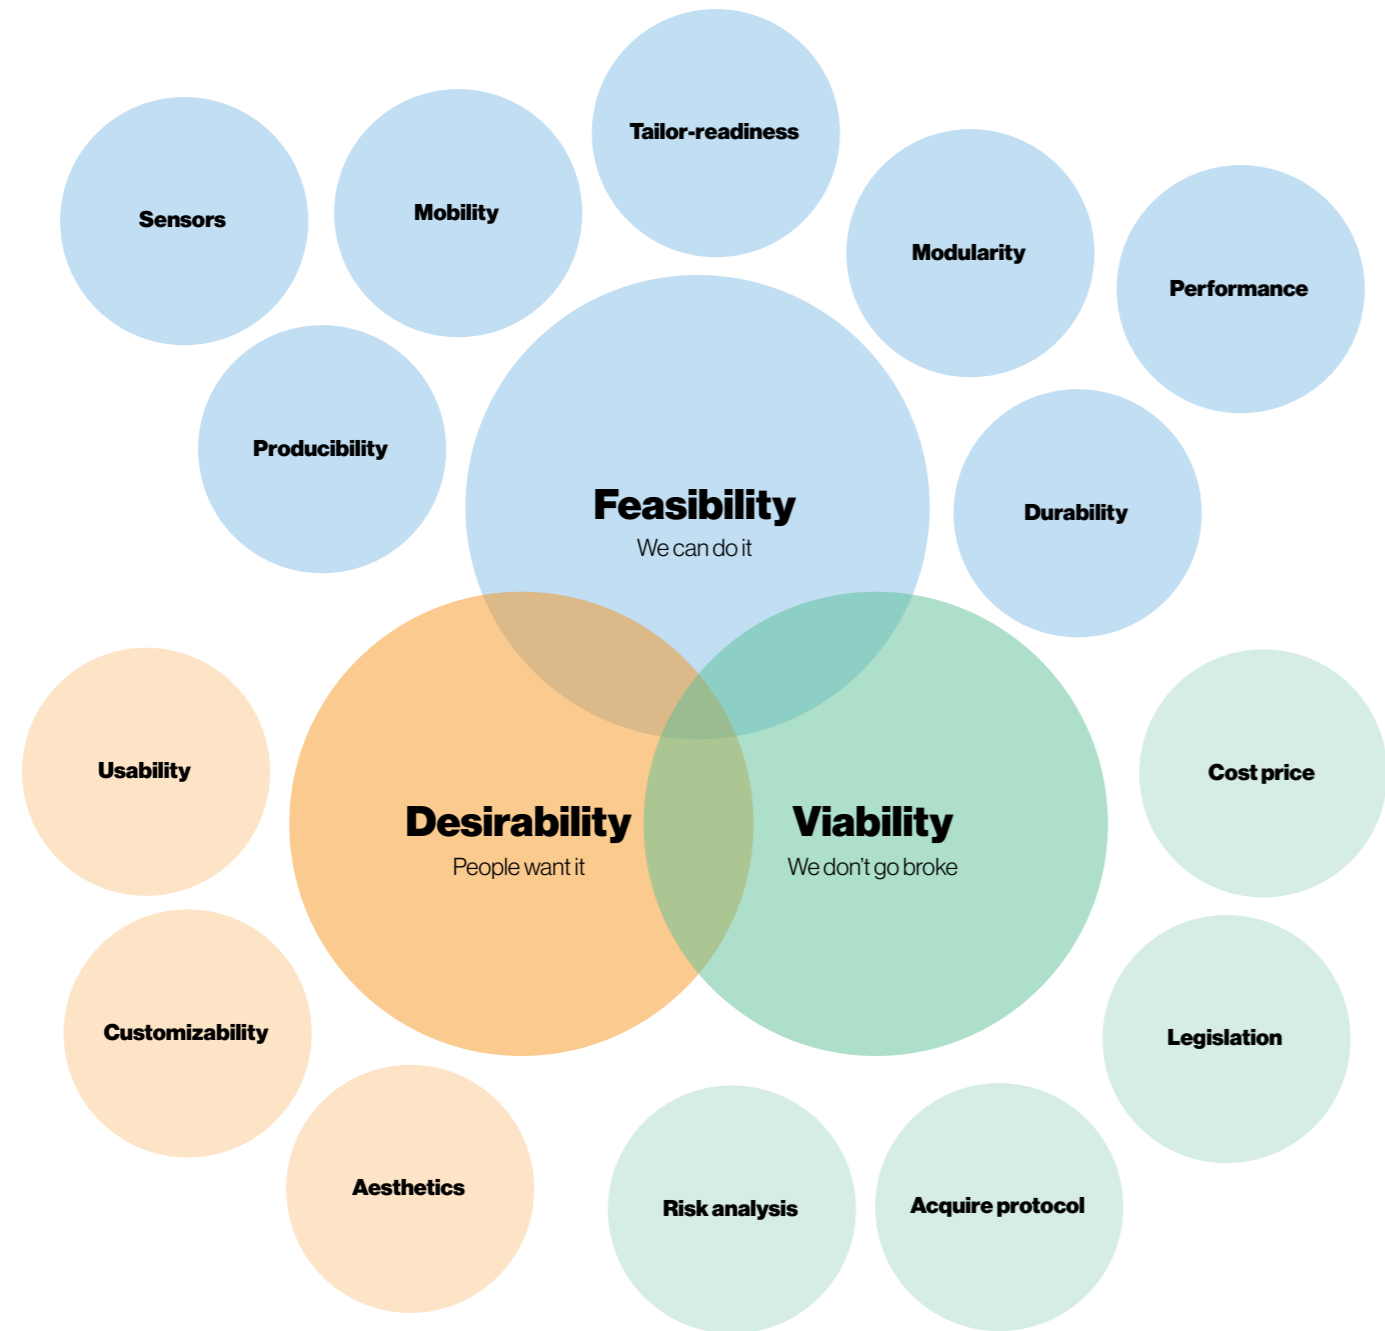 Tailor-readiness
Sensors
Mobility
Modularity
Performance
Producibility
Feasibility
We can do it
Durability
Usability
Desirability
People want it
Viability
We don't go broke
Cost price
Customizability
Legislation
Aesthetics
Risk analysis
Acquire protocol